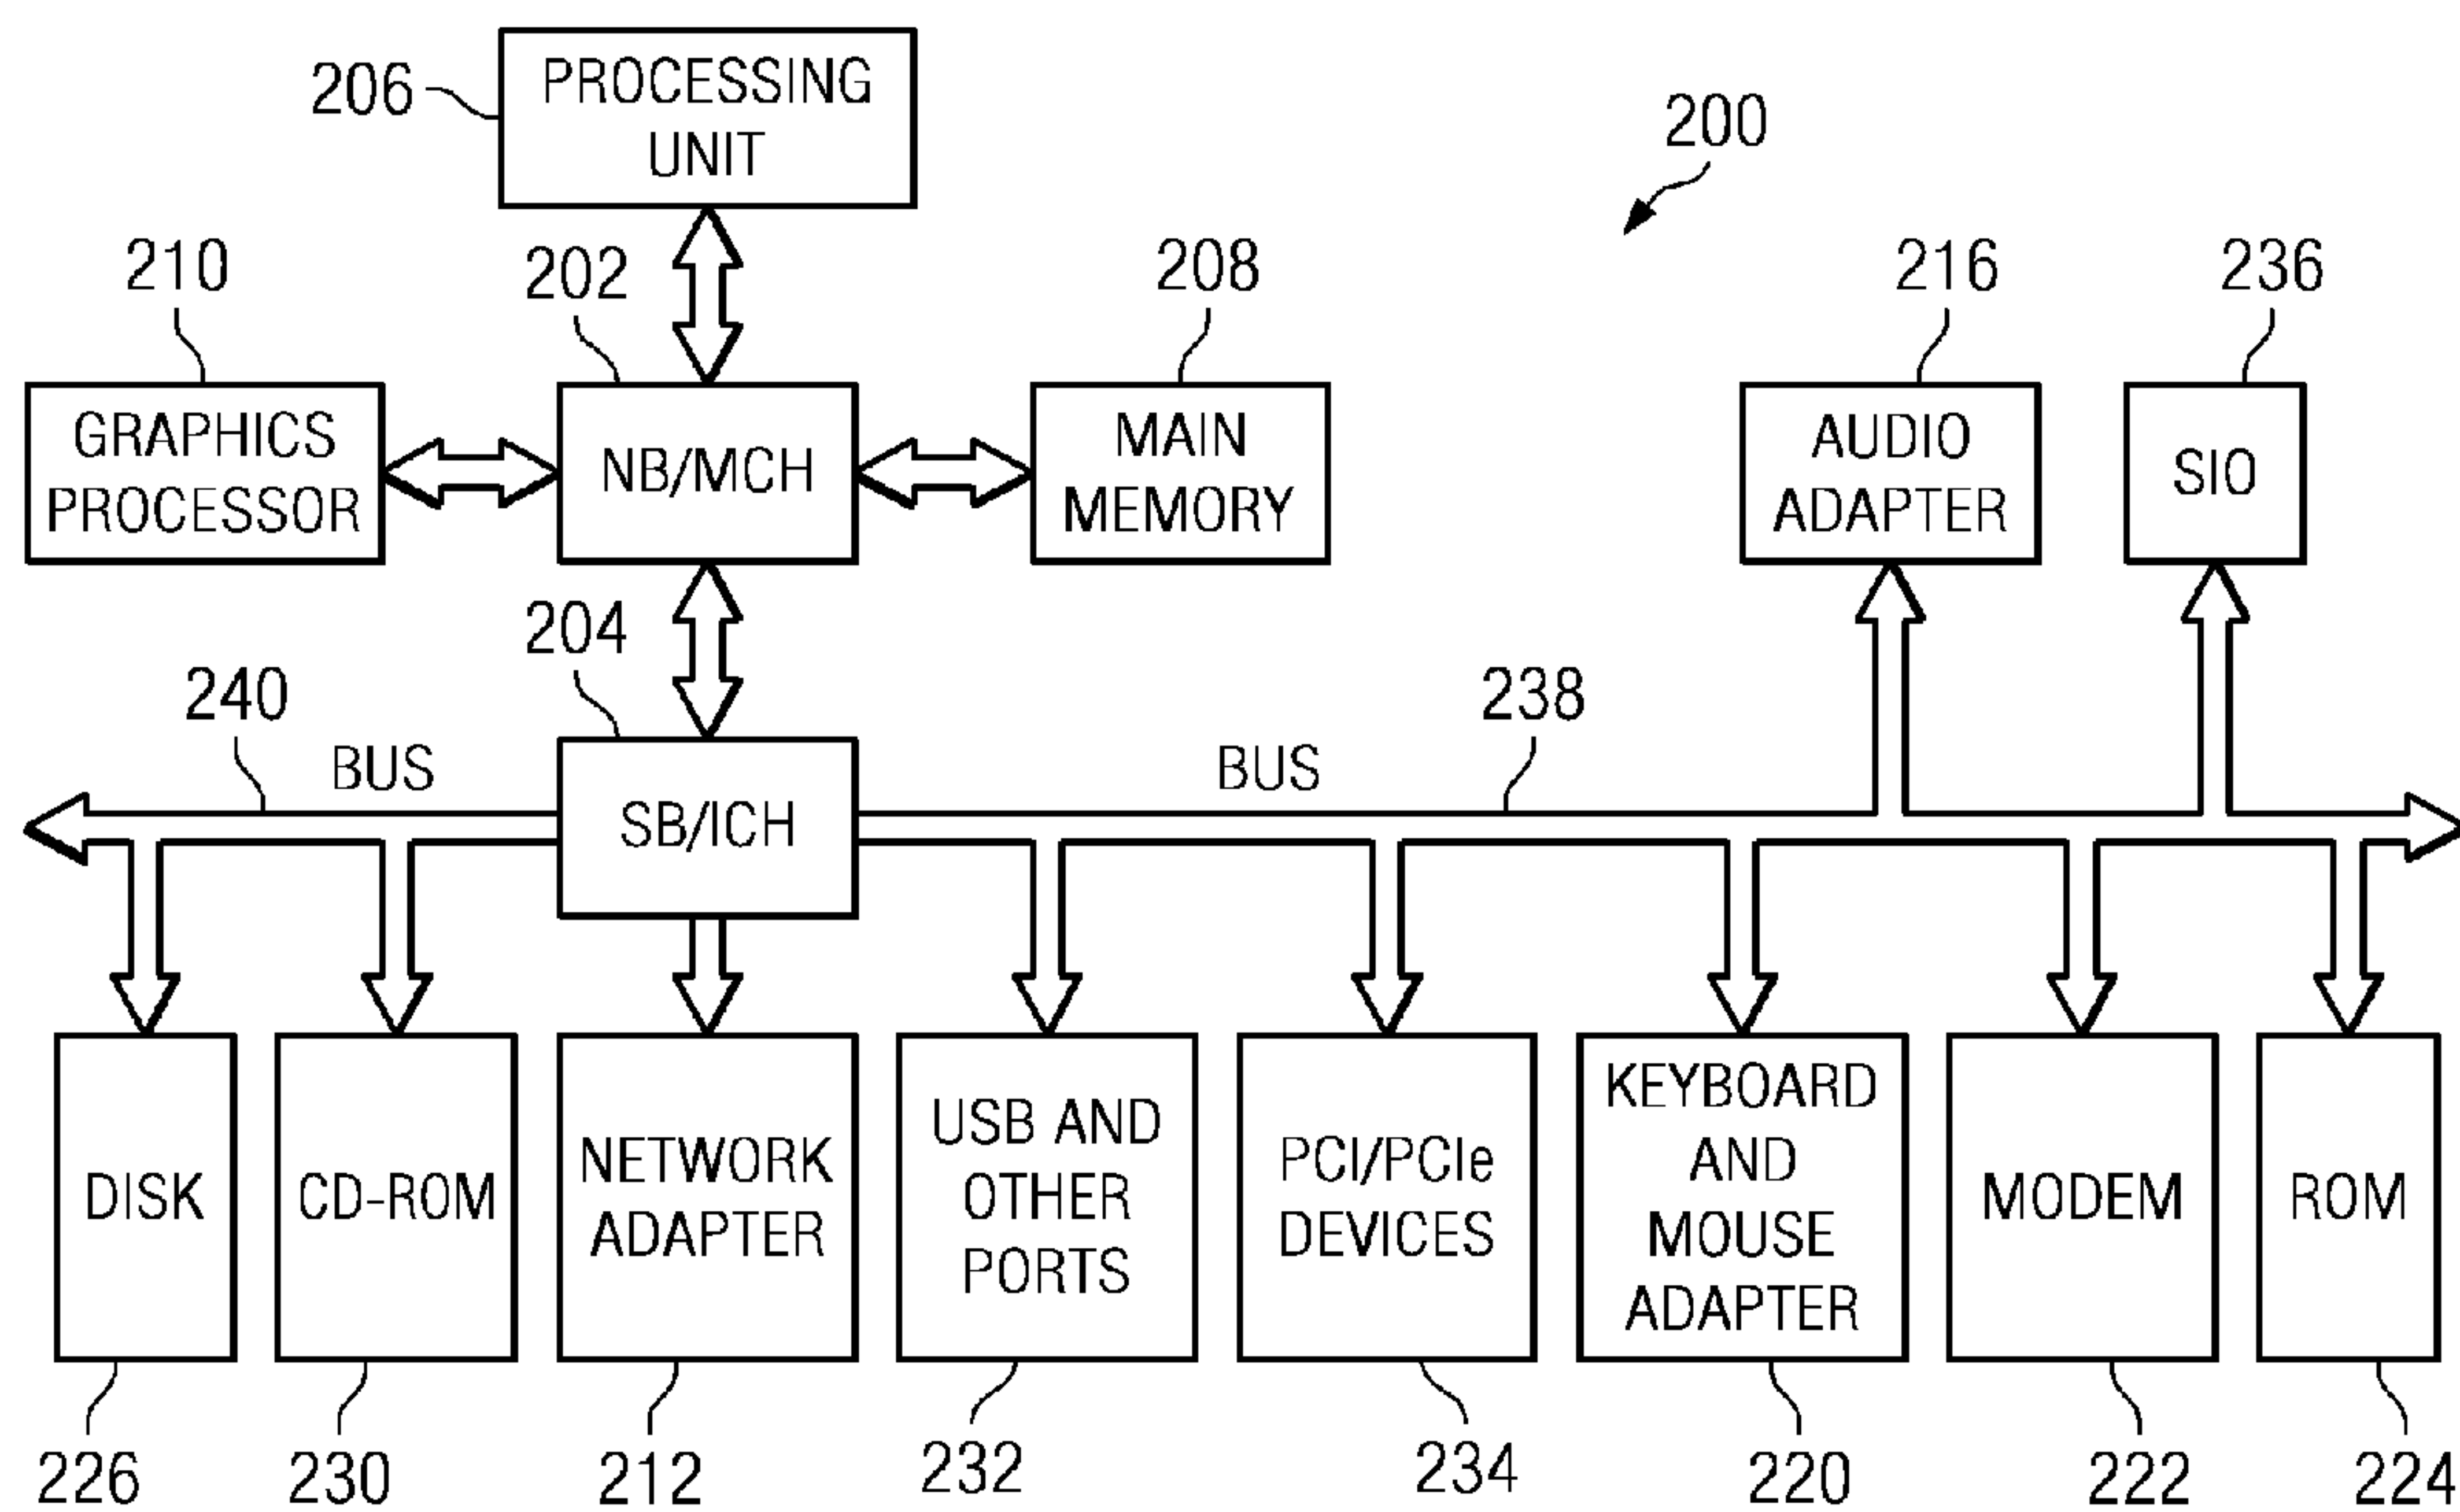 PROCESSING
UNIT
206
200
210
202
208
216
236
GRAPHICS
PROCESSOR
NB/MCH
MAIN
MEMORY
AUDIO
ADAPTER
SIO
204
240
BUS
SB/ICH
BUS
238
DISK
CD-ROM
NETWORK
ADAPTER
USB AND
OTHER
PORTS
PCI/PCIe
DEVICES
KEYBOARD
AND
MOUSE
ADAPTER
MODEM
ROM
226
230
212
232
234
220
222
224